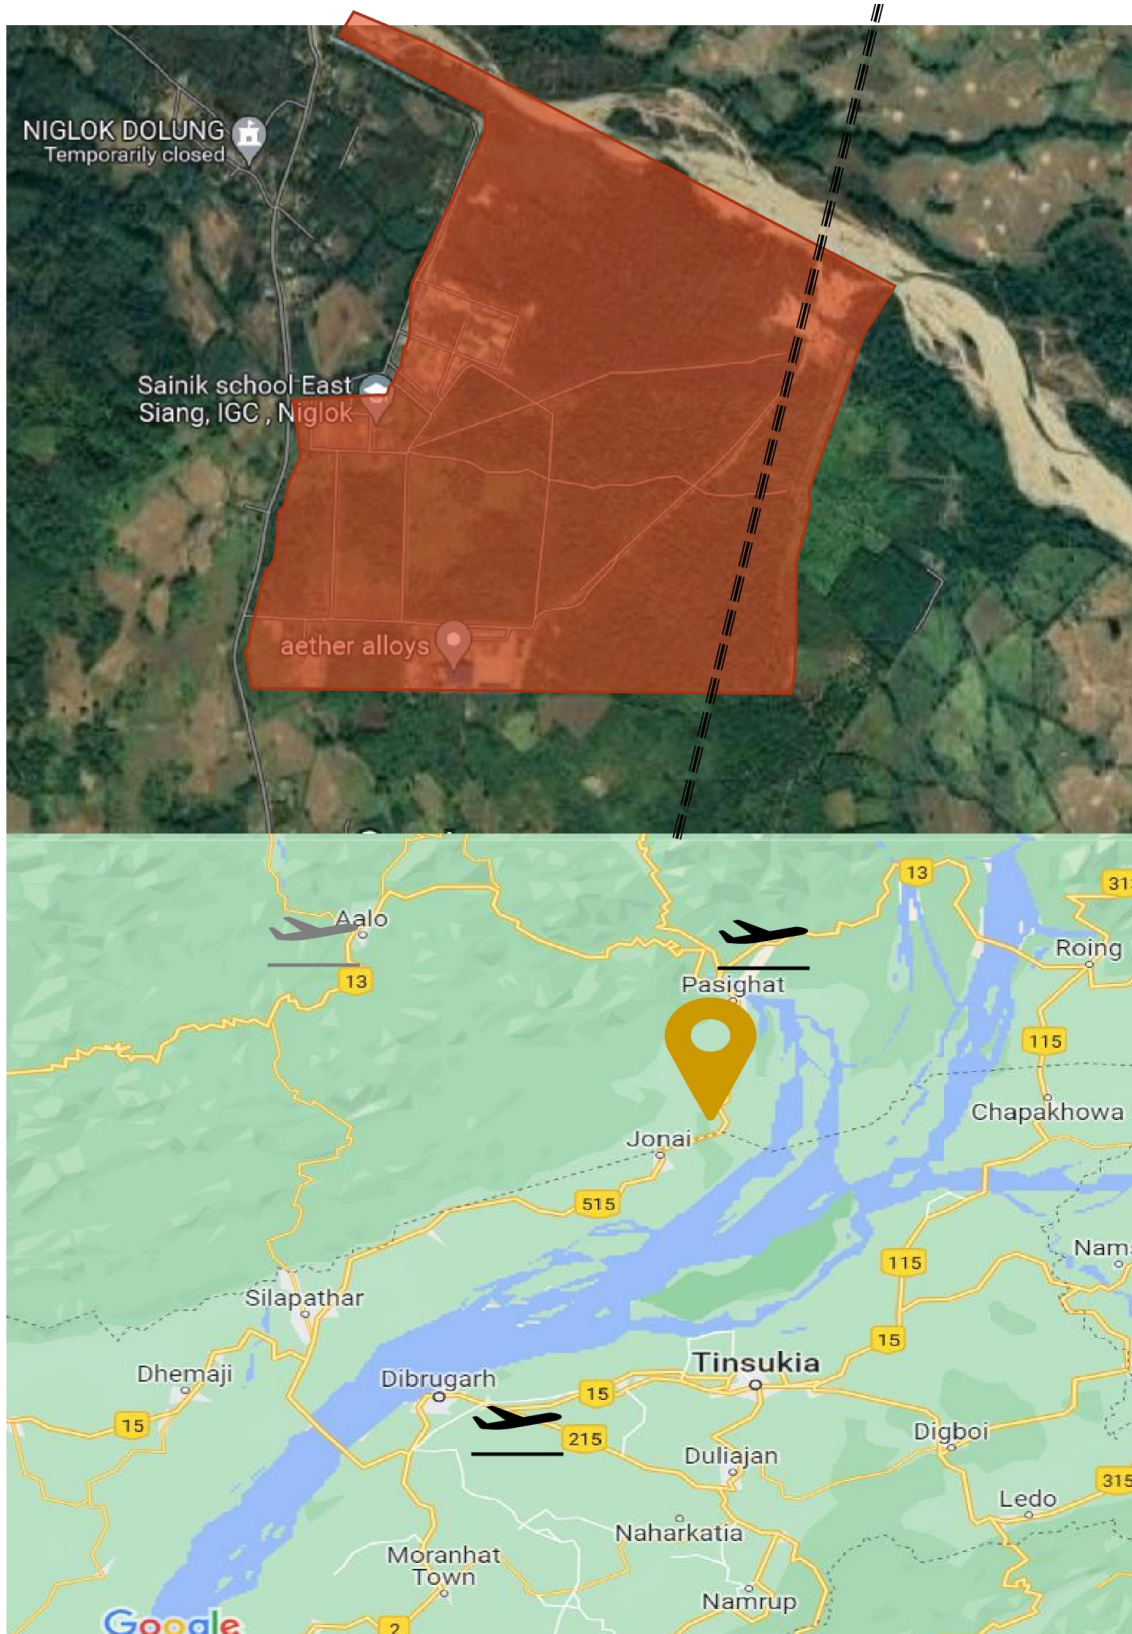 NIGLOK DOLUNG
Temporarily closed
Sainik school East
Siang, IGC , Niglok
aether alloys
13
313
Aalo
Roing
13
Pasighat
115
Chapakhowa
Jonai
515
Nams
115
Silapathar
15
Tinsukia
Dhemaji
Dibrugarh
15
15
215
Digboi
Duliajan
315
Ledo
Naharkatia
Moranhat
Town
Namrup
Google
2